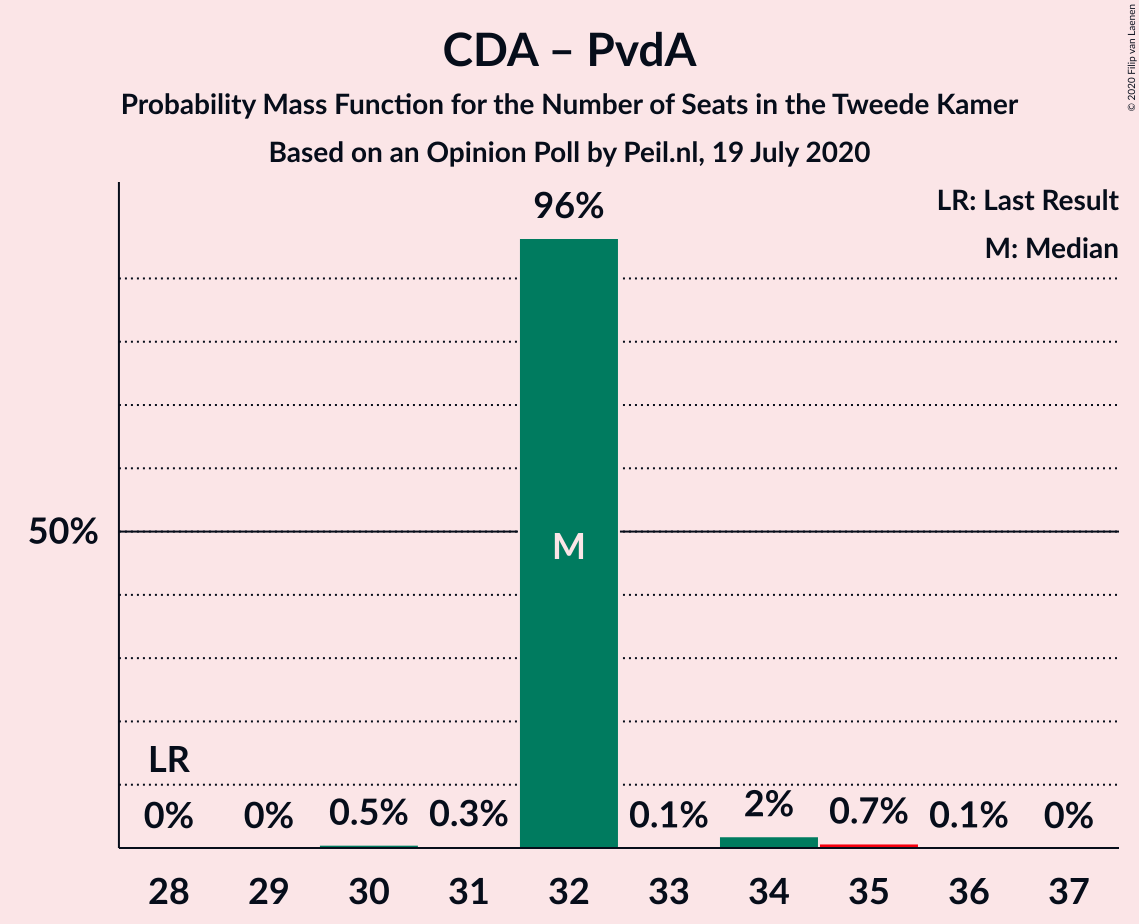 CDA – PvdA
Probability Mass Function for the Number of Seats in the Tweede Kamer
Based on an Opinion Poll by Peil.nl, 19 July 2020
© 2020 Filip van Laenen
LR: Last Result
M: Median
96%
50%
M
LR
0% 0% 0.5% 0.3% 0.1% 2% 0.7% 0.1% 0%
28 29 30 31 32 33 34 35 36 37